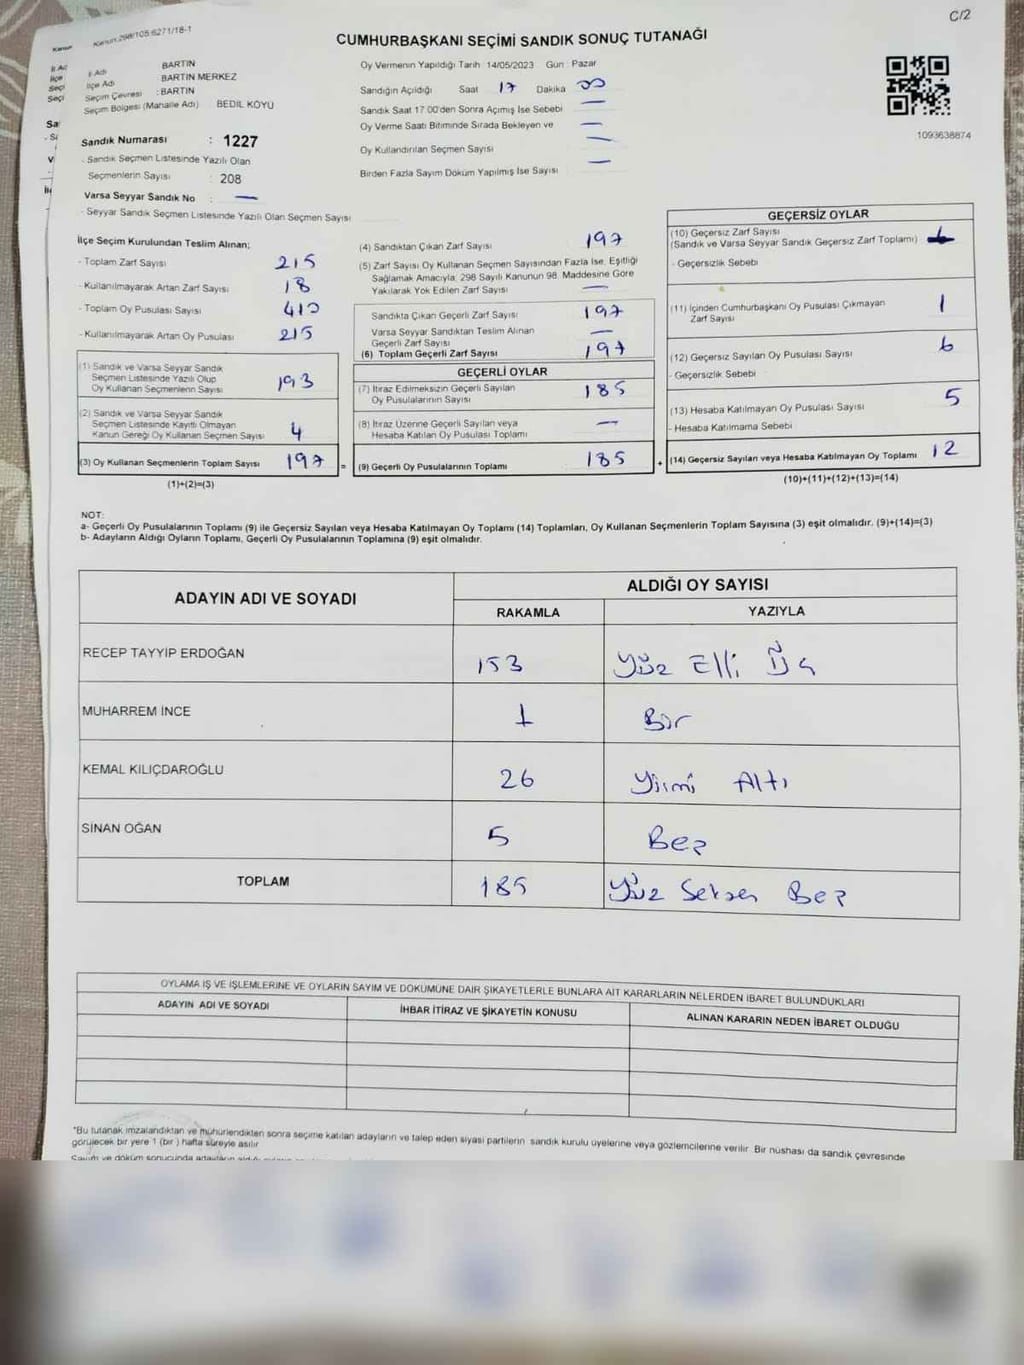 C/2
Kanun.298/105.6271/18-1
CUMHURBAŞKANI SEÇİMİ SANDIK SONUÇ TUTANAĞI
İl Adı BARTIN
İlçe Adı BARTIN MERKEZ
Seçim Çevresi : BARTIN
Seçim Bölgesi (Mahalle Adı) BEDİL KÖYÜ
Sandık Numarası : 1227
- Sandık Seçmen Listesinde Yazılı Olan
Seçmenlerin Sayısı : 208
Varsa Seyyar Sandık No : —
- Seyyar Sandık Seçmen Listesinde Yazılı Olan Seçmen Sayısı
Oy Vermenin Yapıldığı Tarih 14/05/2023 Gün : Pazar
Sandığın Açıldığı Saat 17 Dakika 00
Sandık Saat 17.00'den Sonra Açılmış İse Sebebi —
Oy Verme Saati Bitiminde Sırada Bekleyen ve —
Oy Kullandırılan Seçmen Sayısı —
Birden Fazla Sayım Döküm Yapılmış İse Sayısı —
1093638874
İlçe Seçim Kurulundan Teslim Alınan;
- Toplam Zarf Sayısı 215
- Kullanılmayarak Artan Zarf Sayısı 18
- Toplam Oy Pusulası Sayısı
- Kullanılmayarak Artan Oy Pusulası 215
(1) Sandık ve Varsa Seyyar Sandık
Seçmen Listesinde Yazılı Olup
Oy Kullanan Seçmenlerin Sayısı 193
(2) Sandık ve Varsa Seyyar Sandık
Seçmen Listesinde Kayıtlı Olmayan
Kanun Gereği Oy Kullanan Seçmen Sayısı 4
(3) Oy Kullanan Seçmenlerin Toplam Sayısı 197 =
(1)+(2)=(3)
(4) Sandıktan Çıkan Zarf Sayısı 197
(5) Zarf Sayısı Oy Kullanan Seçmen Sayısından Fazla İse, Eşitliği
Sağlamak Amacıyla; 298 Sayılı Kanunun 98. Maddesine Göre
Yakılarak Yok Edilen Zarf Sayısı —
Sandıkta Çıkan Geçerli Zarf Sayısı 197
Varsa Seyyar Sandıktan Teslim Alınan
Geçerli Zarf Sayısı —
(6) Toplam Geçerli Zarf Sayısı 197
GEÇERLİ OYLAR
(7) İtiraz Edilmeksizin Geçerli Sayılan
Oy Pusulalarının Sayısı 185
(8) İtiraz Üzerine Geçerli Sayılan veya
Hesaba Katılan Oy Pusulası Toplamı —
(9) Geçerli Oy Pusulalarının Toplamı 185 +
GEÇERSİZ OYLAR
(10) Geçersiz Zarf Sayısı
(Sandık ve Varsa Seyyar Sandık Geçersiz Zarf Toplamı)
- Geçersizlik Sebebi
(11) İçinden Cumhurbaşkanı Oy Pusulası Çıkmayan 1
Zarf Sayısı
(12) Geçersiz Sayılan Oy Pusulası Sayısı 6
- Geçersizlik Sebebi
(13) Hesaba Katılmayan Oy Pusulası Sayısı 5
- Hesaba Katılmama Sebebi
(14) Geçersiz Sayılan veya Hesaba Katılmayan Oy Toplamı 12
(10)+(11)+(12)+(13)=(14)
NOT:
a- Geçerli Oy Pusulalarının Toplamı (9) ile Geçersiz Sayılan veya Hesaba Katılmayan Oy Toplamı (14) Toplamları, Oy Kullanan Seçmenlerin Toplam Sayısına (3) eşit olmalıdır. (9)+(14)=(3)
b- Adayların Aldığı Oyların Toplamı, Geçerli Oy Pusulalarının Toplamına (9) eşit olmalıdır.
ADAYIN ADI VE SOYADI ALDIĞI OY SAYISI
RAKAMLA YAZIYLA
RECEP TAYYİP ERDOĞAN 153 Yüz Elli Üç
MUHARREM İNCE 1 Bir
KEMAL KILIÇDAROĞLU 26 Yirmi Altı
SİNAN OĞAN 5 Beş
TOPLAM 185 Yüz Seksen Beş
OYLAMA İŞ VE İŞLEMLERİNE VE OYLARIN SAYIM VE DÖKÜMÜNE DAİR ŞİKAYETLERLE BUNLARA AİT KARARLARIN NELERDEN İBARET BULUNDUKLARI
ADAYIN ADI VE SOYADI İHBAR İTİRAZ VE ŞİKAYETİN KONUSU ALINAN KARARIN NEDEN İBARET OLDUĞU
*Bu tutanak imzalandıktan ve mühürlendikten sonra seçime katılan adayların ve talep eden siyasi partilerin sandık kurulu üyelerine veya gözlemcilerine verilir. Bir nüshası da sandık çevresinde
görülecek bir yere 1 (bir) hafta süreyle asılır.